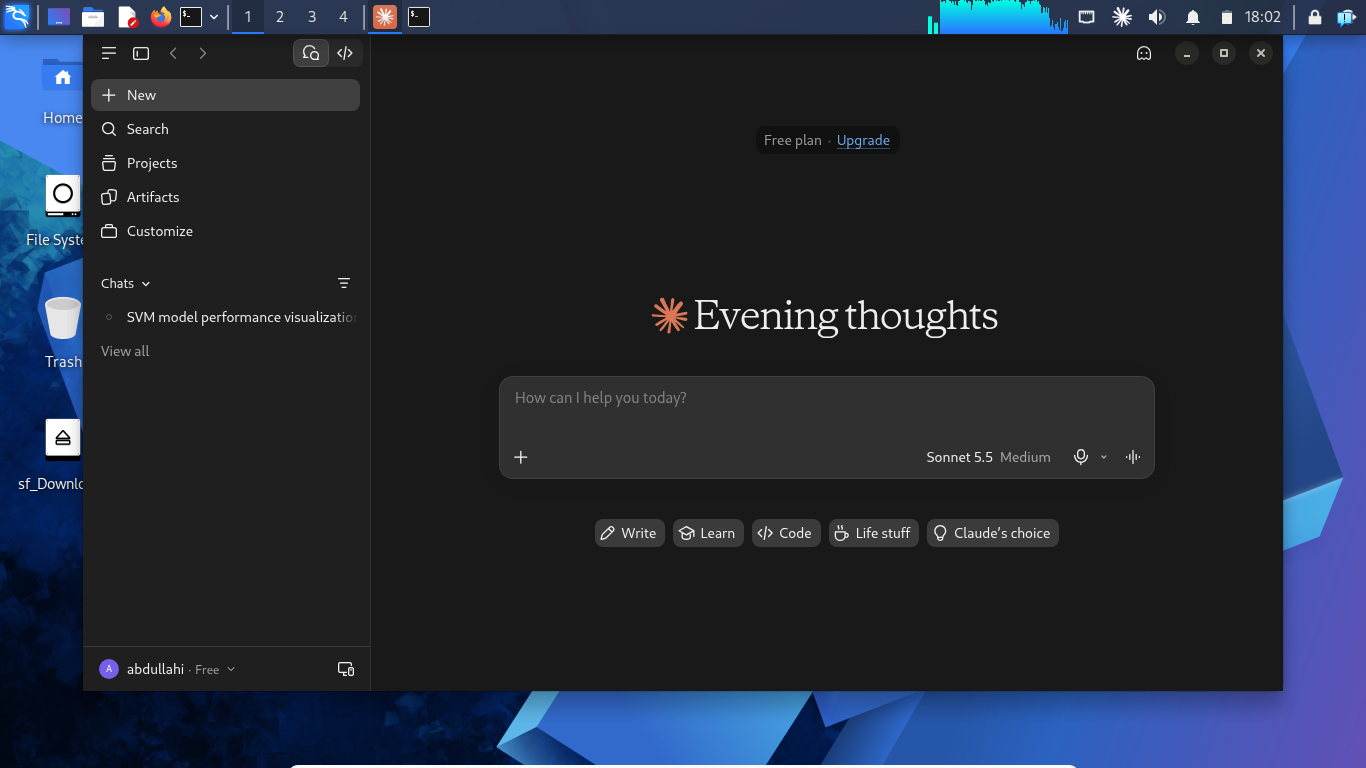 1 2 3 4
18:02
Home
File Syste
Trash
sf_Downlo
New
Search
Projects
Artifacts
Customize
Chats
SVM model performance visualizatio
View all
A abdullahi · Free
Free plan · Upgrade
Evening thoughts
How can I help you today?
Sonnet 5.5 Medium
Write Learn Code Life stuff Claude's choice